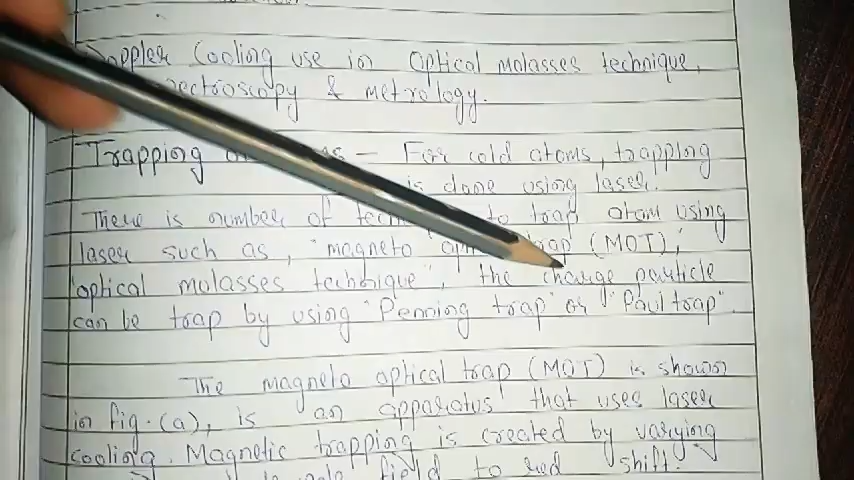 Cooling use in Optical molasses technique,
& metrology.
Trapping — For cold atoms, trapping
is done using laser.
There is number of to trap atom using
laser such as, "magneto (MOT),"
"optical molasses technique", the charge particle
can be trap by using "Penning trap" or "Paul trap".
The magneto optical trap (MOT) is shown
in fig.(a), is an apparatus that uses laser
cooling. Magnetic trapping is created by varying
field to red shift.